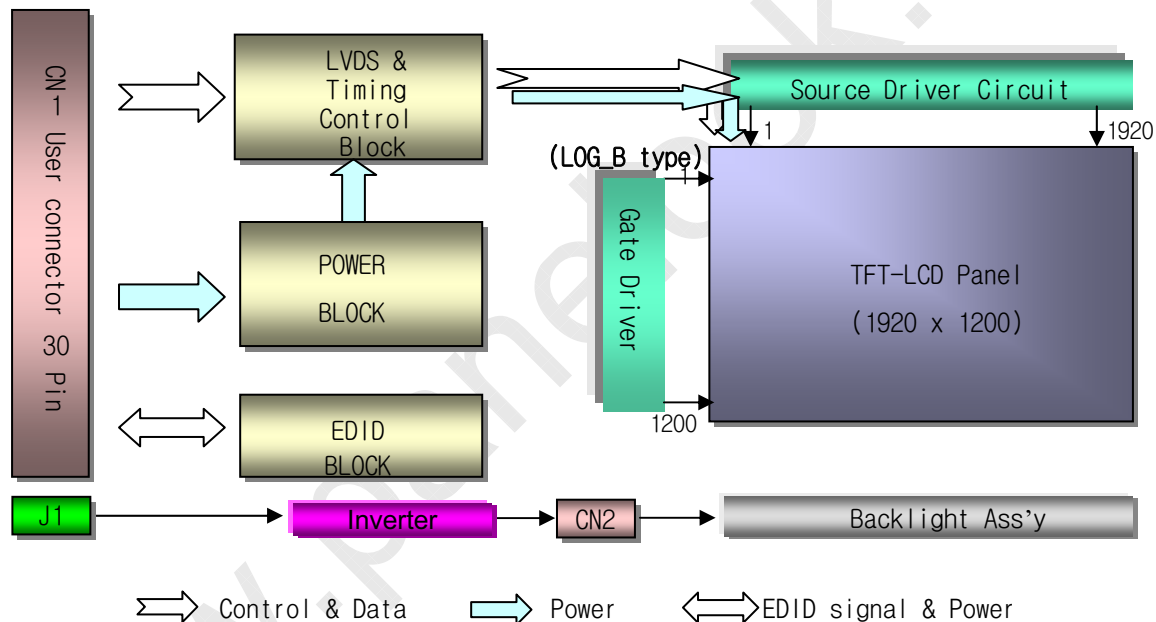 CN1 User connector 30 Pin
LVDS &
Timing
Control
Block
POWER
BLOCK
EDID
BLOCK
Source Driver Circuit
1
1920
(LOG_B type)
1
Gate Driver
1200
TFT-LCD Panel
(1920 x 1200)
J1
Inverter
CN2
Backlight Ass’y
Control & Data
Power
EDID signal & Power